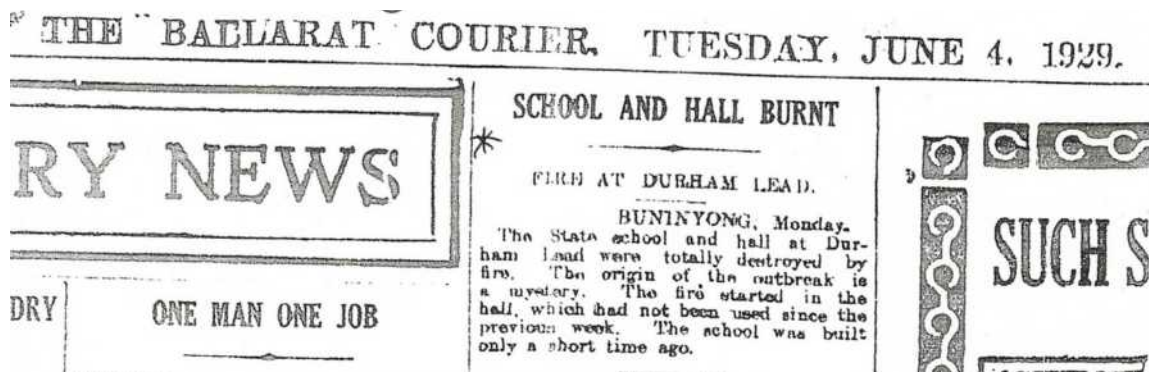 THE BALLARAT COURIER, TUESDAY, JUNE 4, 1929.
RY NEWS
DRY
ONE MAN ONE JOB
SCHOOL AND HALL BURNT
FIRE AT DURHAM LEAD.
BUNINYONG, Monday.
The State school and hall at Dur-
ham Lead were totally destroyed by
fire. The origin of the outbreak is
a mystery. The fire started in the
hall, which had not been used since the
previous week. The school was built
only a short time ago.
SUCH S